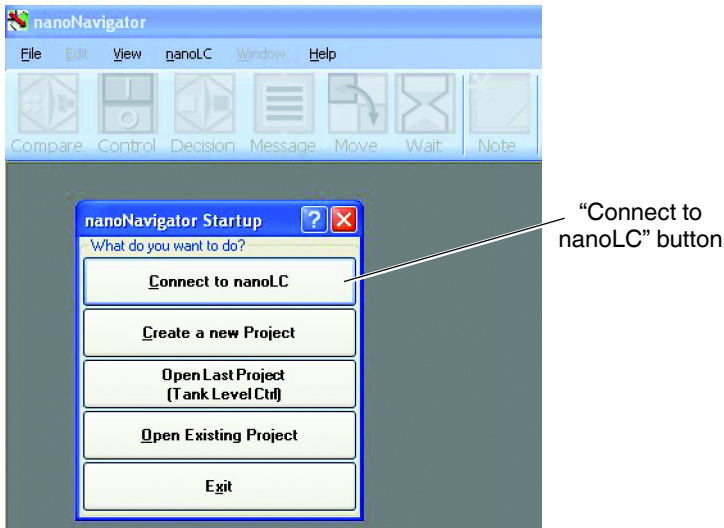 nanoNavigator
File Edit View nanoLC Window Help
Compare Control Decision Message Move Wait Note
nanoNavigator Startup ?
What do you want to do?
Connect to nanoLC
Create a new Project
Open Last Project
(Tank Level Ctrl)
Open Existing Project
Exit
“Connect to
nanoLC” button